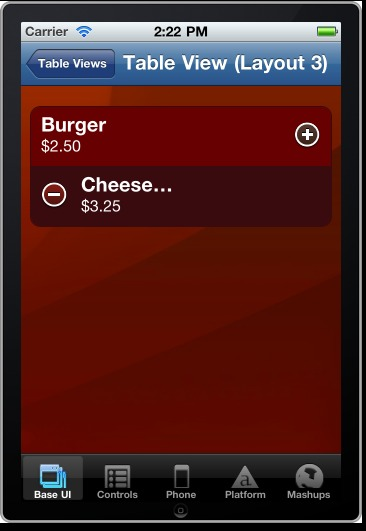 Carrier 2:22 PM
Table Views Table View (Layout 3)
Burger
$2.50
Cheese...
$3.25
Base UI Controls Phone Platform Mashups